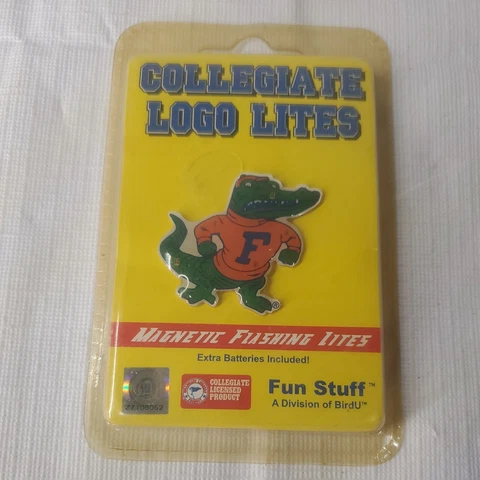 COLLEGIATE
LOGO LITES
F
®
MAGNETIC FLASHING LITES
Extra Batteries Included!
COLLEGIATE
LICENSED
PRODUCT
Fun Stuff™
A Division of BirdU™